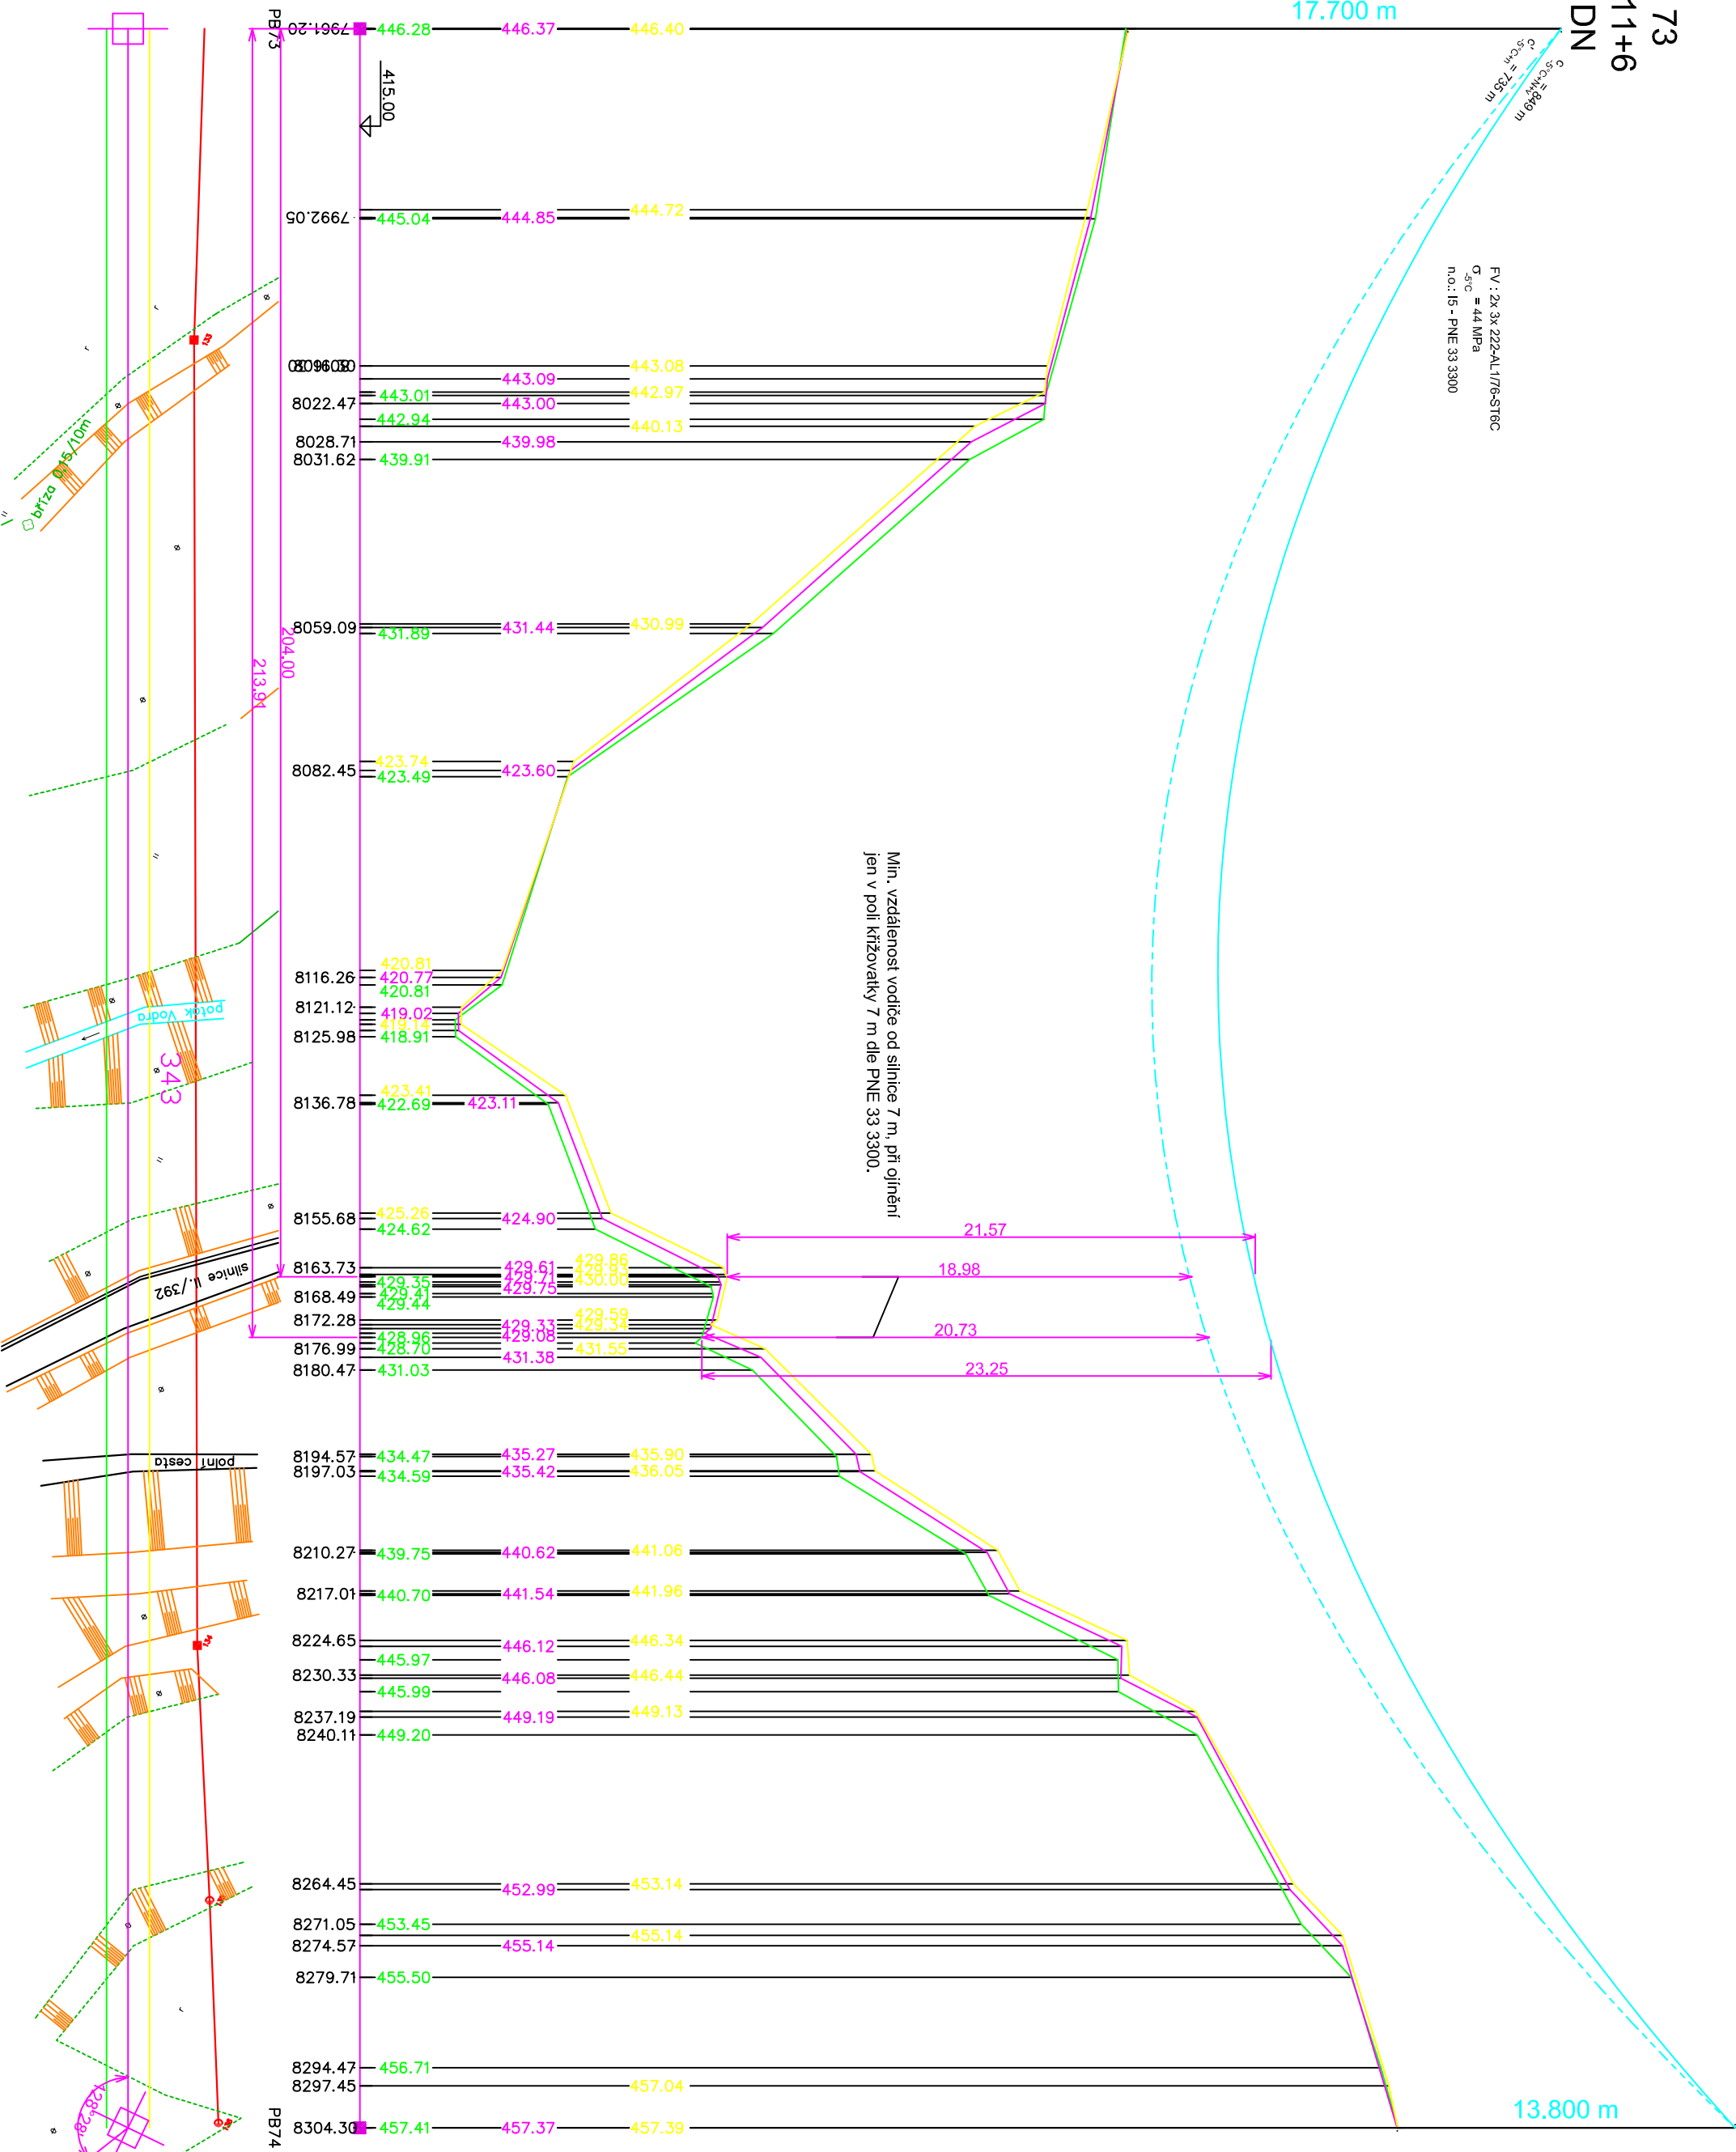 73
11+6
DN
17.700 m
c' -5°C+n = 735 m
c -5°C+N+v = 849 m
FV : 2x 3x 222-AL1/76-ST6C
σ -5°C = 44 MPa
n.o.: I5 - PNE 33 3300
PB73
7961.20 446.28 446.37 446.40
415.00
7992.05 445.04 444.85 444.72
443.08
443.09
442.97
443.01
8022.47 443.00
442.94
440.13
8028.71 439.98
8031.62 439.91
8059.09 431.89 431.44 430.99
423.74
8082.45 423.60
423.49
420.81
8116.26 420.77
420.81
8121.12 419.02
419.14
8125.98 418.91
423.41
8136.78 422.69 423.11
425.26
8155.68 424.90
424.62
8163.73 429.61 429.86
429.35 429.71 430.00
429.41 429.75
8168.49 429.44
8172.28 429.33 429.59
429.34
428.96 429.08
8176.99 428.70 431.55
431.38
8180.47 431.03
8194.57 434.47 435.27 435.90
8197.03 434.59 435.42 436.05
8210.27 439.75 440.62 441.06
8217.01 440.70 441.54 441.96
8224.65 446.34
446.12
445.97
8230.33 446.08 446.44
445.99
8237.19 449.19 449.13
8240.11 449.20
8264.45 452.99 453.14
8271.05 453.45
455.14
8274.57 455.14
8279.71 455.50
8294.47 456.71
8297.45 457.04
8304.30 457.41 457.37 457.39
PB74
13.800 m
Min. vzdálenost vodiče od silnice 7 m, při ojínění
jen v poli křižovatky 7 m dle PNE 33 3300.
21.57
18.98
20.73
23.25
204.00
213.91
133
bříza 0,15/10m
potok Vodra
343
silnice II./392
polní cesta
134